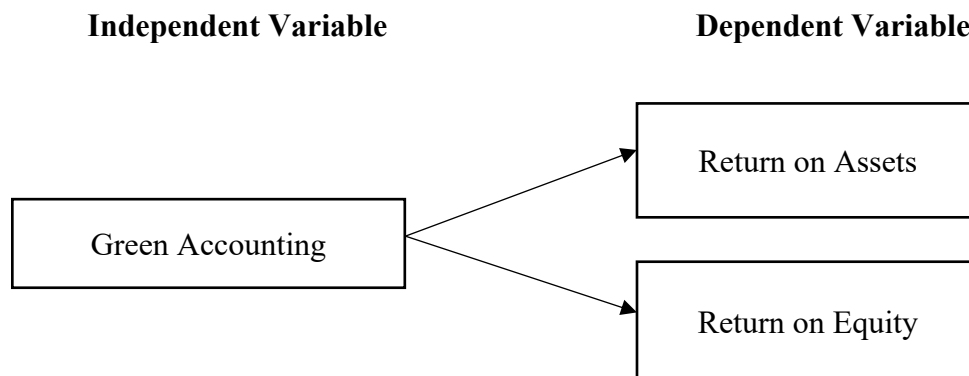 Independent Variable
Dependent Variable
Return on Assets
Green Accounting
Return on Equity